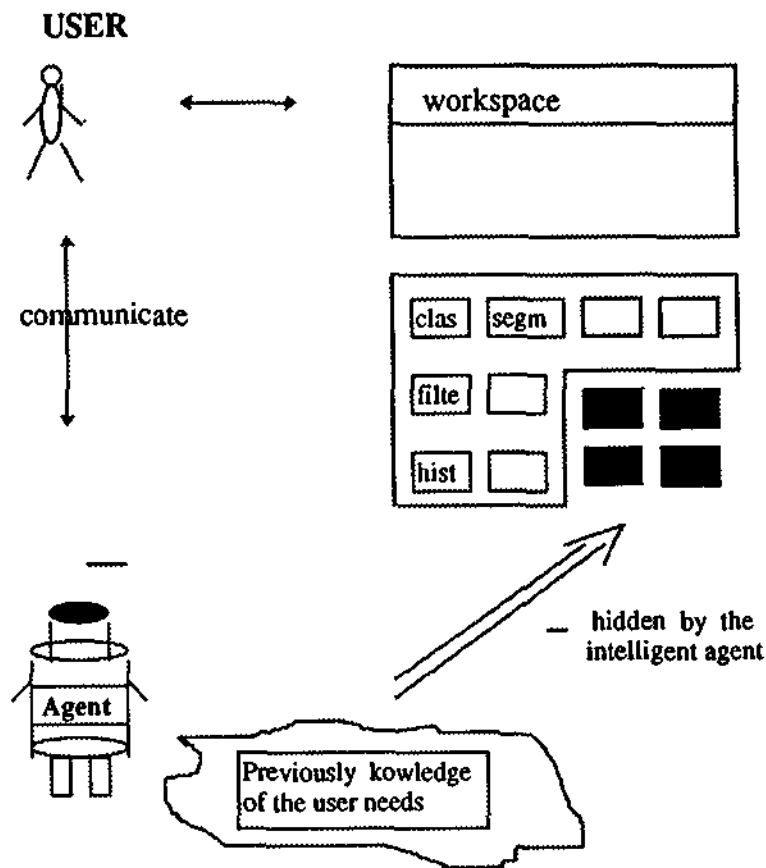 USER
workspace
communicate
clas segm
filte
hist
hidden by the
intelligent agent
Agent
Previously kowledge
of the user needs